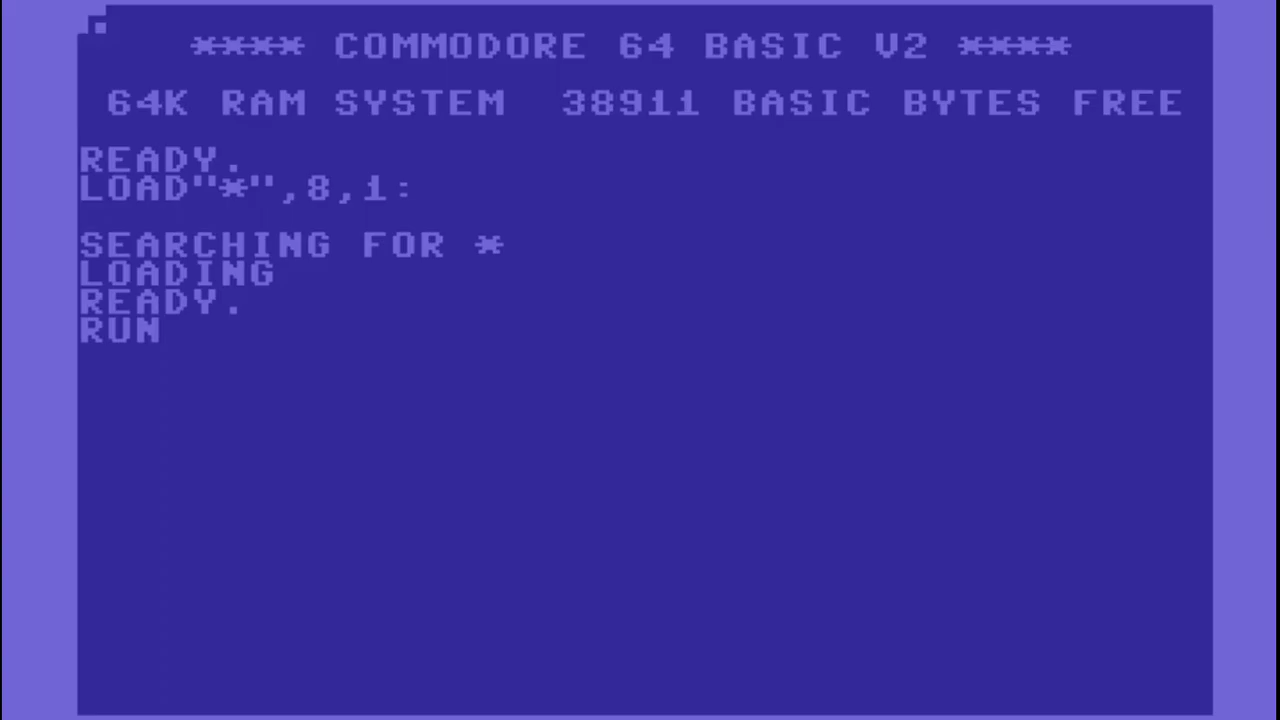 **** COMMODORE 64 BASIC V2 ****
64K RAM SYSTEM  38911 BASIC BYTES FREE
READY.
LOAD"*",8,1:
SEARCHING FOR *
LOADING
READY.
RUN